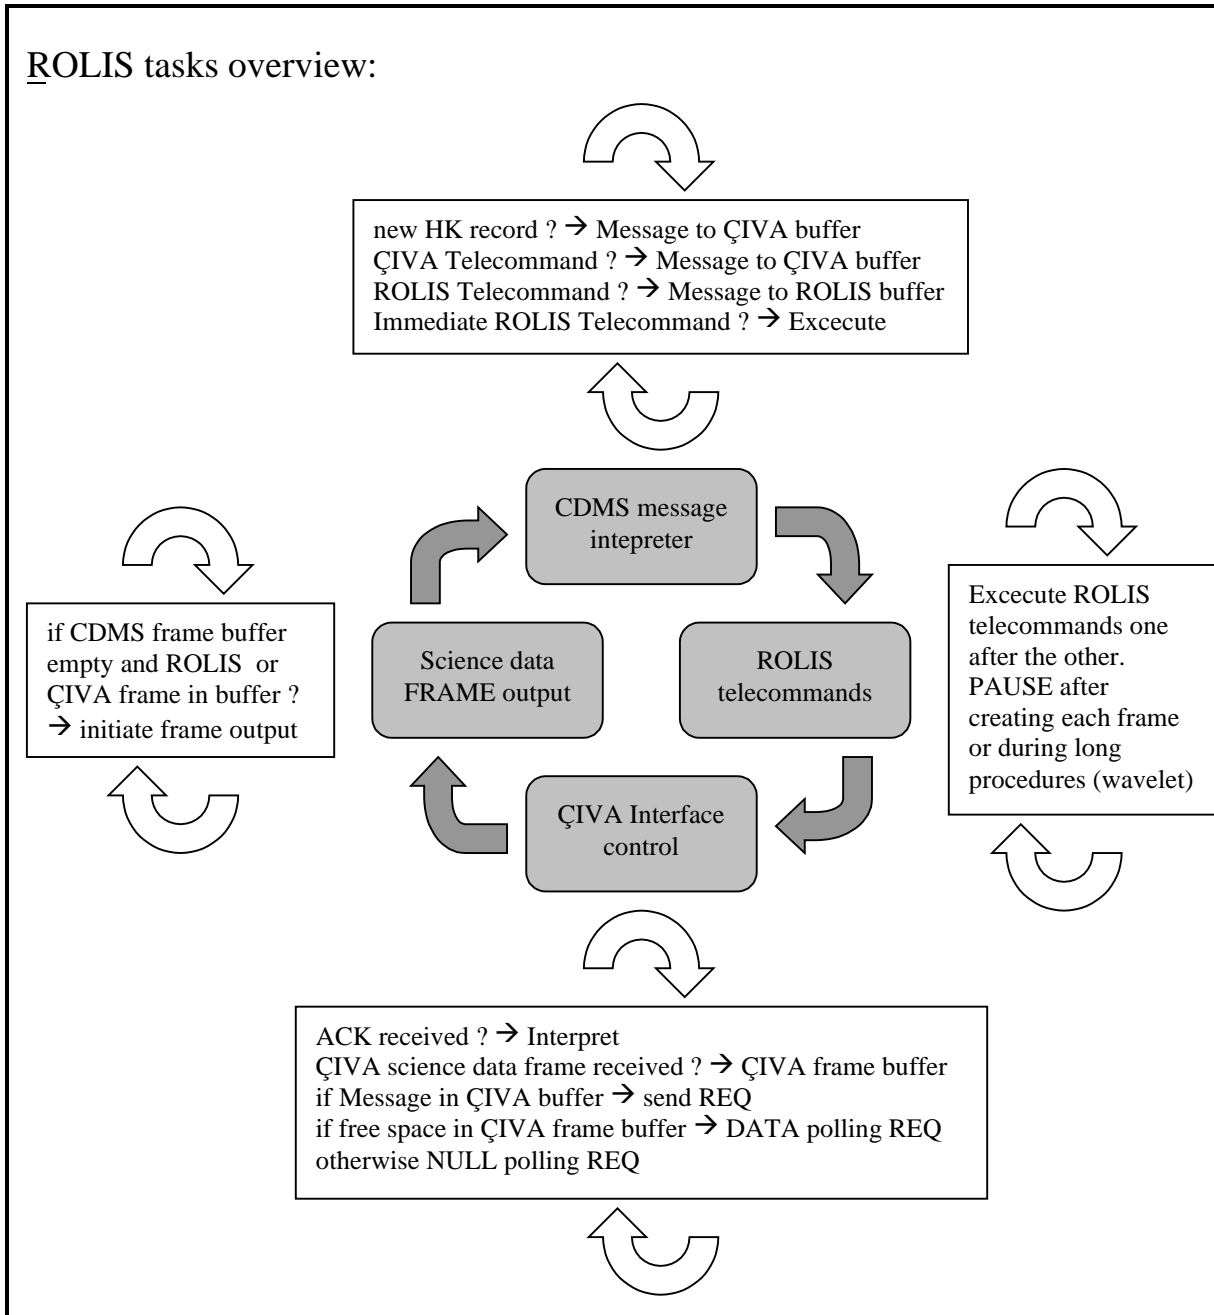 ROLIS tasks overview:
new HK record ? → Message to ÇIVA buffer
ÇIVA Telecommand ? → Message to ÇIVA buffer
ROLIS Telecommand ? → Message to ROLIS buffer
Immediate ROLIS Telecommand ? → Excecute
CDMS message
intepreter
if CDMS frame buffer
empty and ROLIS or
ÇIVA frame in buffer ?
→ initiate frame output
Science data
FRAME output
ROLIS
telecommands
Excecute ROLIS
telecommands one
after the other.
PAUSE after
creating each frame
or during long
procedures (wavelet)
ÇIVA Interface
control
ACK received ? → Interpret
ÇIVA science data frame received ? → ÇIVA frame buffer
if Message in ÇIVA buffer → send REQ
if free space in ÇIVA frame buffer → DATA polling REQ
otherwise NULL polling REQ